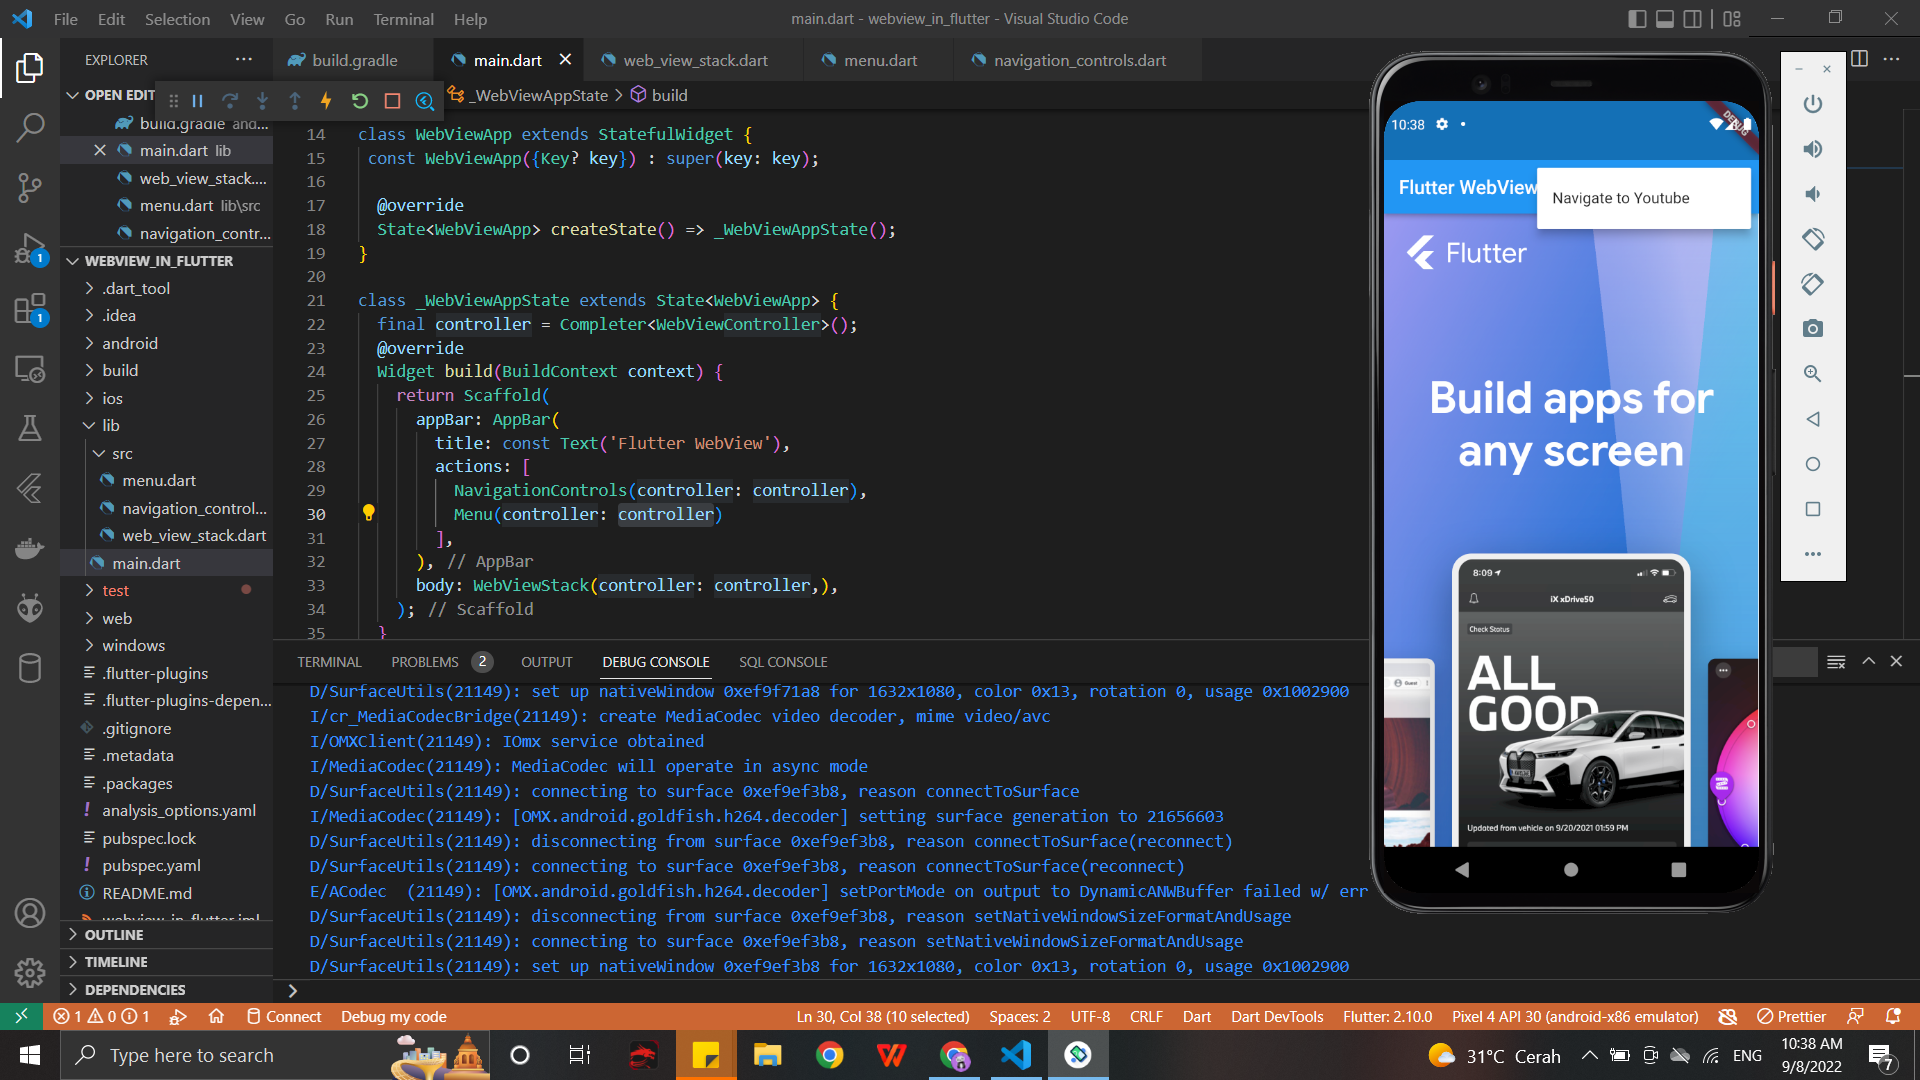 File Edit Selection View Go Run Terminal Help
main.dart - webview_in_flutter - Visual Studio Code
EXPLORER
build.gradle
main.dart
web_view_stack.dart
menu.dart
navigation_controls.dart
OPEN EDIT
_WebViewAppState > build
build.gradle and...
main.dart lib
web_view_stack....
menu.dart lib\src
navigation_contr...
WEBVIEW_IN_FLUTTER
.dart_tool
.idea
android
build
ios
lib
src
menu.dart
navigation_control...
web_view_stack.dart
main.dart
test
web
windows
.flutter-plugins
.flutter-plugins-depen...
.gitignore
.metadata
.packages
analysis_options.yaml
pubspec.lock
pubspec.yaml
README.md
webview_in_flutter.iml
OUTLINE
TIMELINE
DEPENDENCIES
1
1
14 class WebViewApp extends StatefulWidget {
15 const WebViewApp({Key? key}) : super(key: key);
16
17 @override
18 State<WebViewApp> createState() => _WebViewAppState();
19 }
20
21 class _WebViewAppState extends State<WebViewApp> {
22 final controller = Completer<WebViewController>();
23 @override
24 Widget build(BuildContext context) {
25 return Scaffold(
26 appBar: AppBar(
27 title: const Text('Flutter WebView'),
28 actions: [
29 NavigationControls(controller: controller),
30 Menu(controller: controller)
31 ],
32 ), // AppBar
33 body: WebViewStack(controller: controller,),
34 ); // Scaffold
35 }
TERMINAL PROBLEMS 2 OUTPUT DEBUG CONSOLE SQL CONSOLE
D/SurfaceUtils(21149): set up nativeWindow 0xef9f71a8 for 1632x1080, color 0x13, rotation 0, usage 0x1002900
I/cr_MediaCodecBridge(21149): create MediaCodec video decoder, mime video/avc
I/OMXClient(21149): IOmx service obtained
I/MediaCodec(21149): MediaCodec will operate in async mode
D/SurfaceUtils(21149): connecting to surface 0xef9ef3b8, reason connectToSurface
I/MediaCodec(21149): [OMX.android.goldfish.h264.decoder] setting surface generation to 21656603
D/SurfaceUtils(21149): disconnecting from surface 0xef9ef3b8, reason connectToSurface(reconnect)
D/SurfaceUtils(21149): connecting to surface 0xef9ef3b8, reason connectToSurface(reconnect)
E/ACodec (21149): [OMX.android.goldfish.h264.decoder] setPortMode on output to DynamicANWBuffer failed w/ err
D/SurfaceUtils(21149): disconnecting from surface 0xef9ef3b8, reason setNativeWindowSizeFormatAndUsage
D/SurfaceUtils(21149): connecting to surface 0xef9ef3b8, reason setNativeWindowSizeFormatAndUsage
D/SurfaceUtils(21149): set up nativeWindow 0xef9ef3b8 for 1632x1080, color 0x13, rotation 0, usage 0x1002900
10:38
DEBUG
Flutter WebView
Navigate to Youtube
Flutter
Build apps for
any screen
8:09
iX xDrive50
Check Status
ALL
GOOD
Updated from vehicle on 9/20/2021 01:59 PM
Guest
1 0 1 Connect Debug my code
Ln 30, Col 38 (10 selected) Spaces: 2 UTF-8 CRLF Dart Dart DevTools Flutter: 2.10.0 Pixel 4 API 30 (android-x86 emulator) Prettier
Type here to search
31°C Cerah
ENG
10:38 AM
9/8/2022
7